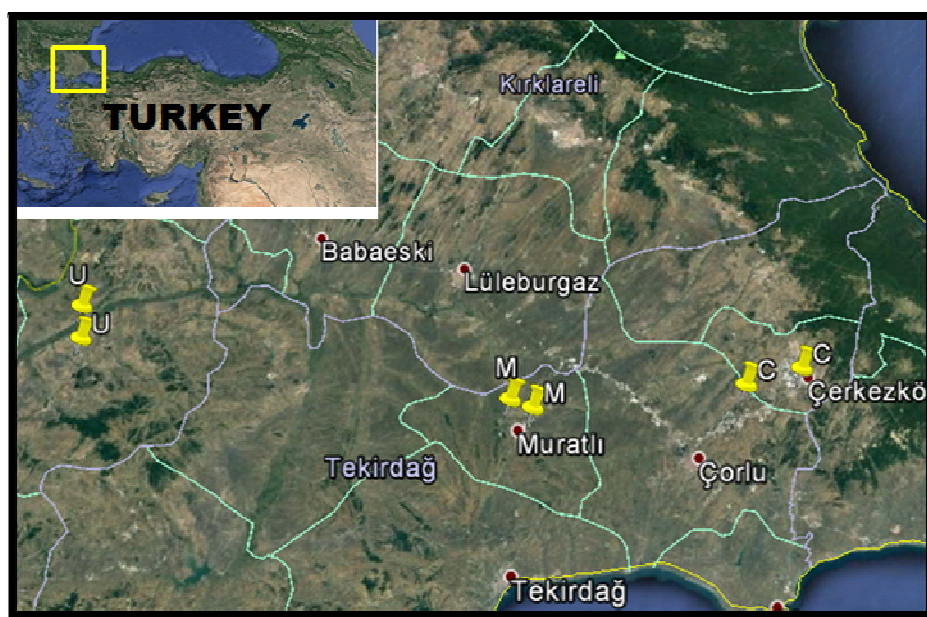 TURKEY
Kırklareli
Babaeski
Lüleburgaz
U
U
M
M
C
C
Çerkezkö
Muratlı
Tekirdağ
Çorlu
Tekirdağ